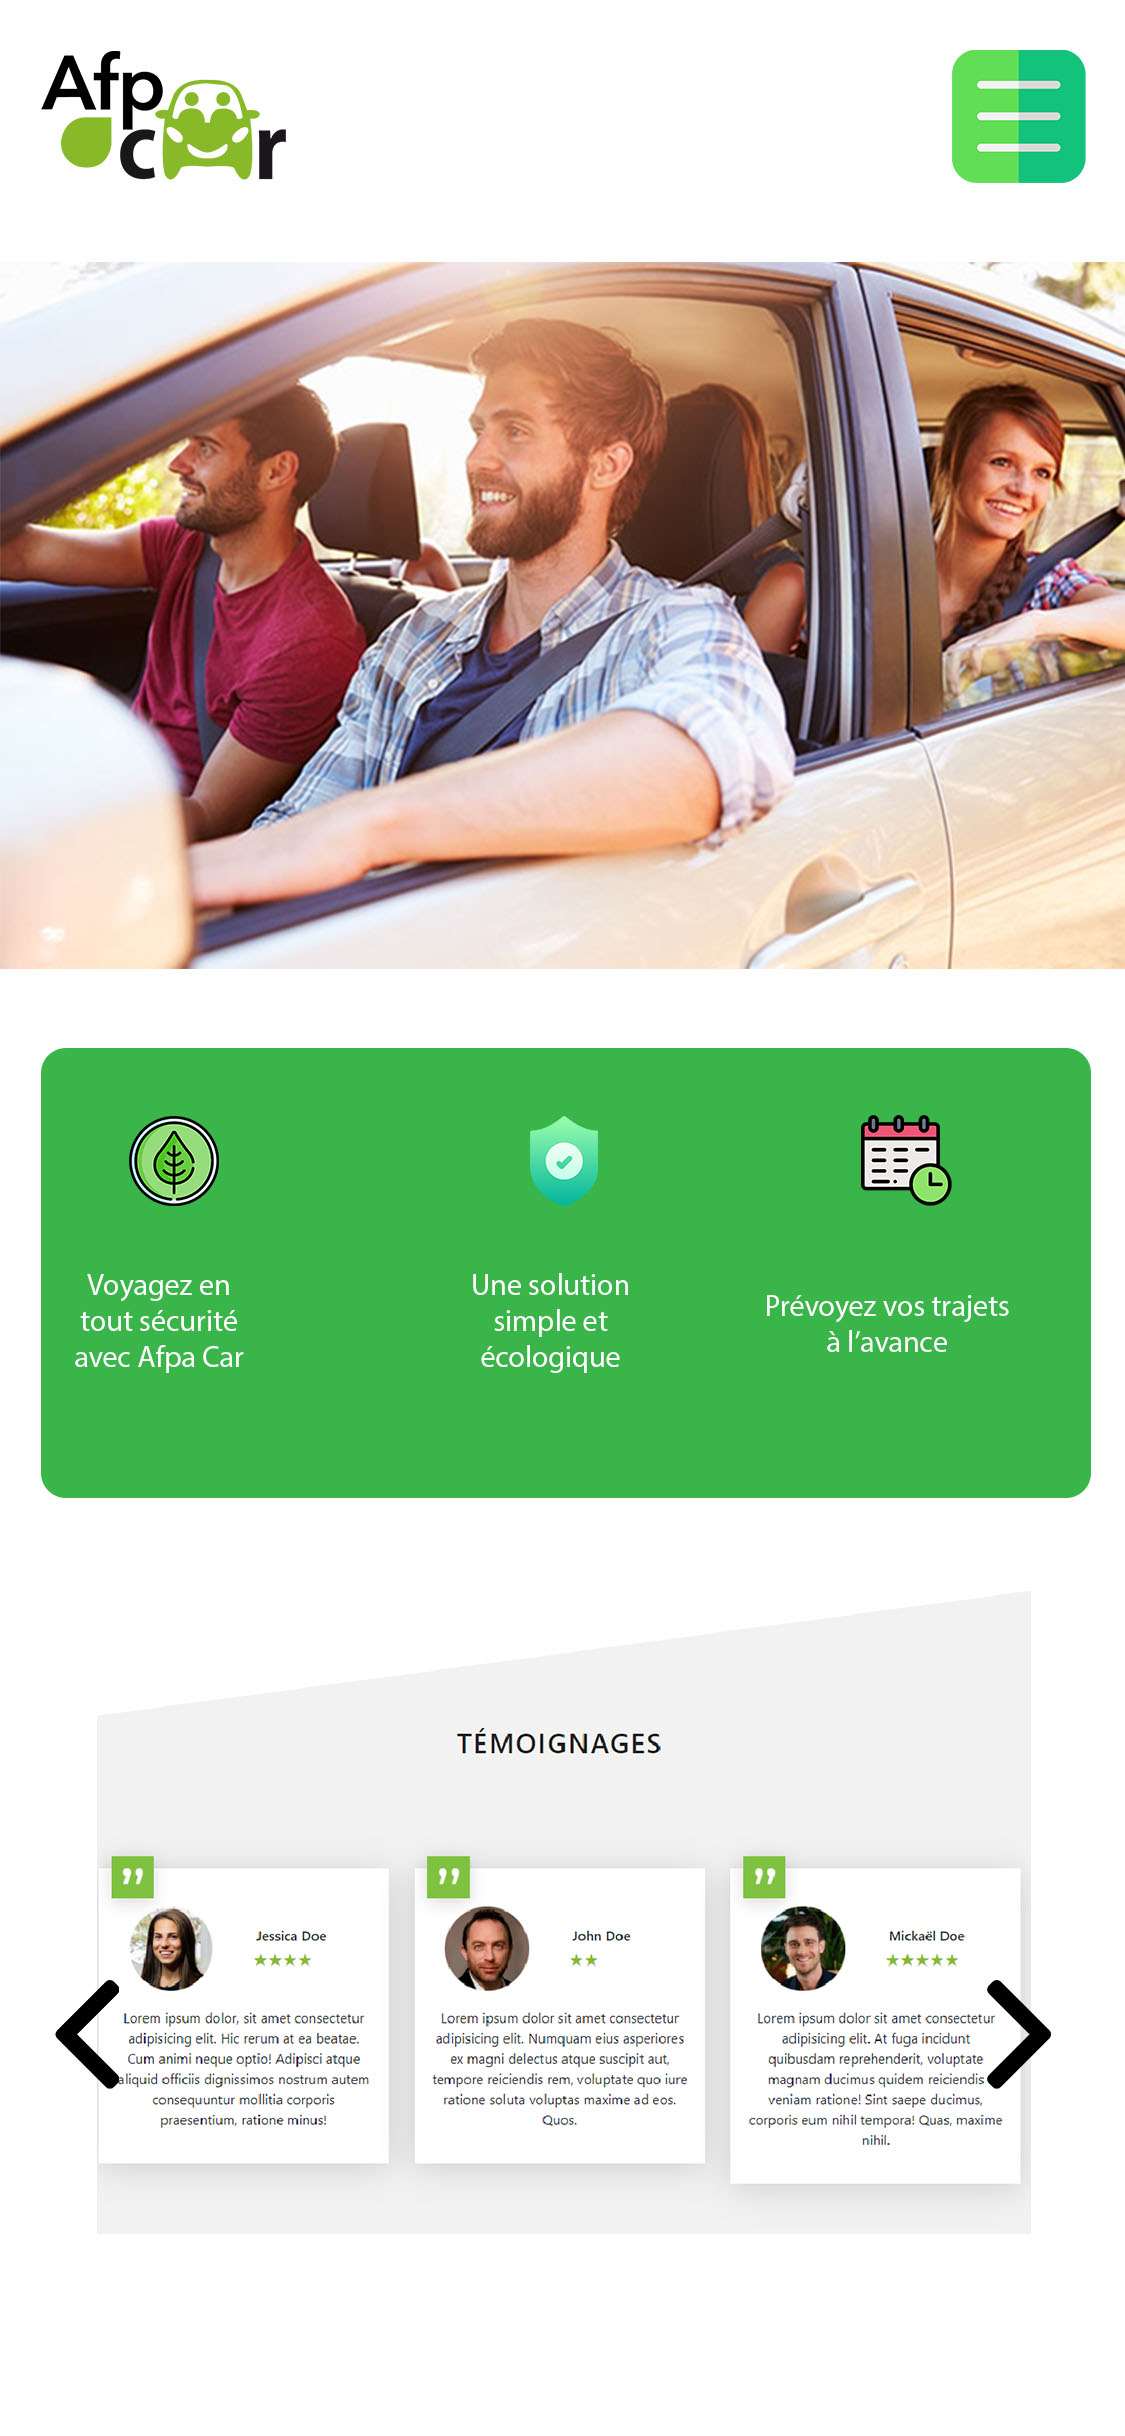 Afp
car
Voyagez en
tout sécurité
avec Afpa Car
Une solution
simple et
écologique
Prévoyez vos trajets
à l’avance
TÉMOIGNAGES
Jessica Doe
Lorem ipsum dolor, sit amet consectetur
adipisicing elit. Hic rerum at ea beatae.
Cum animi neque optio! Adipisci atque
aliquid officiis dignissimos nostrum autem
consequuntur mollitia corporis
praesentium, ratione minus!
John Doe
Lorem ipsum dolor sit amet consectetur
adipisicing elit. Numquam eius asperiores
ex magni delectus atque suscipit aut,
tempore reiciendis rem, voluptate quo iure
ratione soluta voluptas maxime ad eos.
Quos.
Mickaël Doe
Lorem ipsum dolor sit amet consectetur
adipisicing elit. At fuga incidunt
quibusdam reprehenderit, voluptate
magnam ducimus quidem reiciendis
veniam ratione! Sint saepe ducimus,
corporis eum nihil tempora! Quas, maxime
nihil.